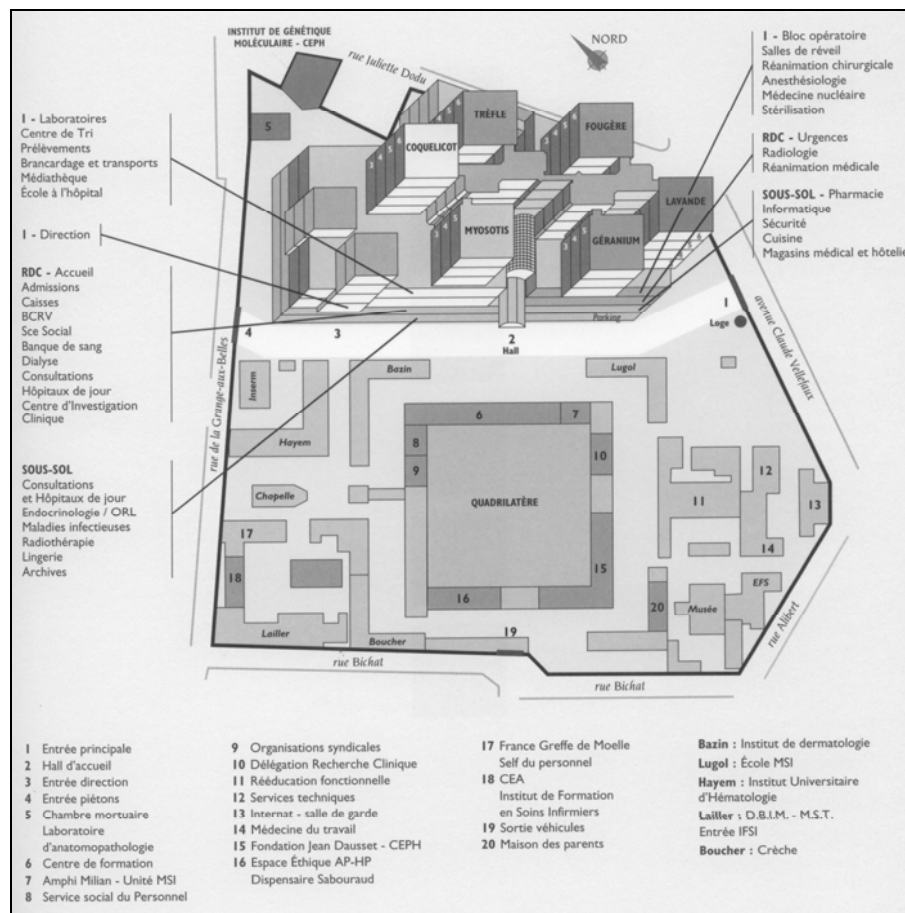 INSTITUT DE GÉNÉTIQUE
MOLÉCULAIRE - CEPH
rue Juliette Dodu
NORD
1 - Bloc opératoire
Salles de réveil
Réanimation chirurgicale
Anesthésiologie
Médecine nucléaire
Stérilisation
RDC - Urgences
Radiologie
Réanimation médicale
SOUS-SOL - Pharmacie
Informatique
Sécurité
Cuisine
Magasins médical et hôtelie
1 - Laboratoires
Centre de Tri
Prélèvements
Brancardage et transports
Médiathèque
École à l'hôpital
1 - Direction
RDC - Accueil
Admissions
Caisses
BCRV
Sce Social
Banque de sang
Dialyse
Consultations
Hôpitaux de jour
Centre d'Investigation
Clinique
SOUS-SOL
Consultations
et Hôpitaux de jour
Endocrinologie / ORL
Maladies infectieuses
Radiothérapie
Lingerie
Archives
5
TRÈFLE
FOUGÈRE
COQUELICOT
LAVANDE
MYOSOTIS
GÉRANIUM
Parking
1
Loge
4
3
2
Hall
avenue Claude Vellefaux
rue de la Grange-aux-Belles
Inserm
Bazin
Lugol
Hayem
6
7
8
9
10
QUADRILATÈRE
11
12
13
14
Chapelle
17
18
15
16
EFS
20
Musée
Lailler
Boucher
19
rue Alibert
rue Bichat
rue Bichat
1 Entrée principale
2 Hall d'accueil
3 Entrée direction
4 Entrée piétons
5 Chambre mortuaire
Laboratoire
d'anatomopathologie
6 Centre de formation
7 Amphi Milian - Unité MSI
8 Service social du Personnel
9 Organisations syndicales
10 Délégation Recherche Clinique
11 Rééducation fonctionnelle
12 Services techniques
13 Internat - salle de garde
14 Médecine du travail
15 Fondation Jean Dausset - CEPH
16 Espace Éthique AP-HP
Dispensaire Sabouraud
17 France Greffe de Moelle
Self du personnel
18 CEA
Institut de Formation
en Soins Infirmiers
19 Sortie véhicules
20 Maison des parents
Bazin : Institut de dermatologie
Lugol : École MSI
Hayem : Institut Universitaire
d'Hématologie
Lailler : D.B.I.M. - M.S.T.
Entrée IFSI
Boucher : Crèche